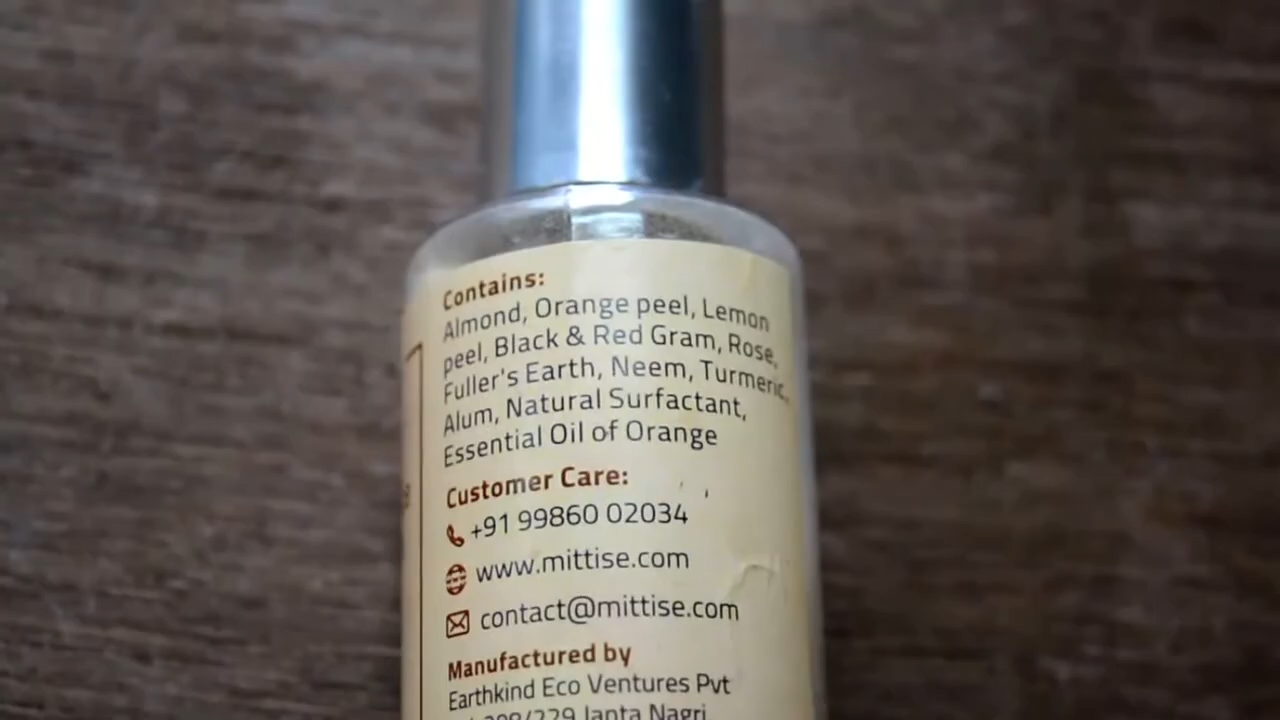 Contains:
Almond, Orange peel, Lemon
peel, Black & Red Gram, Rose,
Fuller's Earth, Neem, Turmeric,
Alum, Natural Surfactant,
Essential Oil of Orange
Customer Care:
+91 99860 02034
www.mittise.com
contact@mittise.com
Manufactured by
Earthkind Eco Ventures Pvt
Janta Nagri